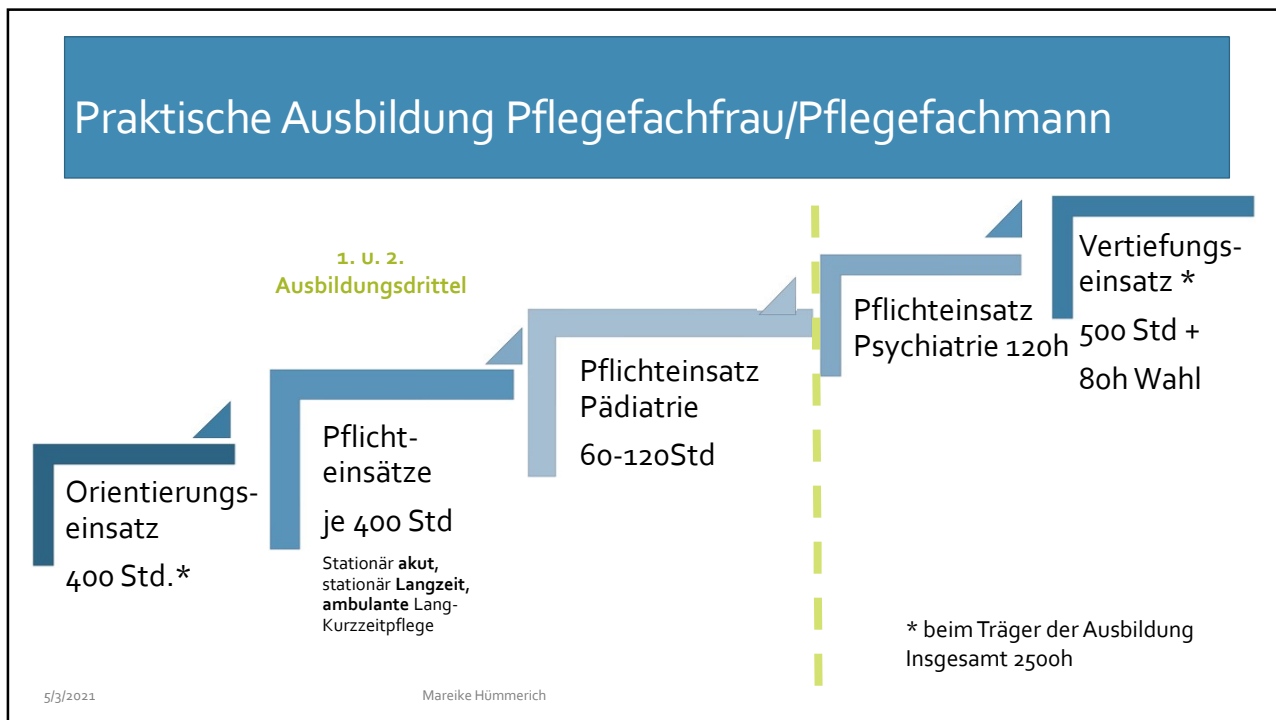 Praktische Ausbildung Pflegefachfrau/Pflegefachmann
1. u. 2.
Ausbildungsdrittel
Orientierungs-
einsatz
400 Std.*
Pflicht-
einsätze
je 400 Std
Stationär akut,
stationär Langzeit,
ambulante Lang-
Kurzzeitpflege
Pflichteinsatz
Pädiatrie
60-120Std
Pflichteinsatz
Psychiatrie 120h
Vertiefungs-
einsatz *
500 Std +
80h Wahl
* beim Träger der Ausbildung
Insgesamt 2500h
5/3/2021
Mareike Hümmerich